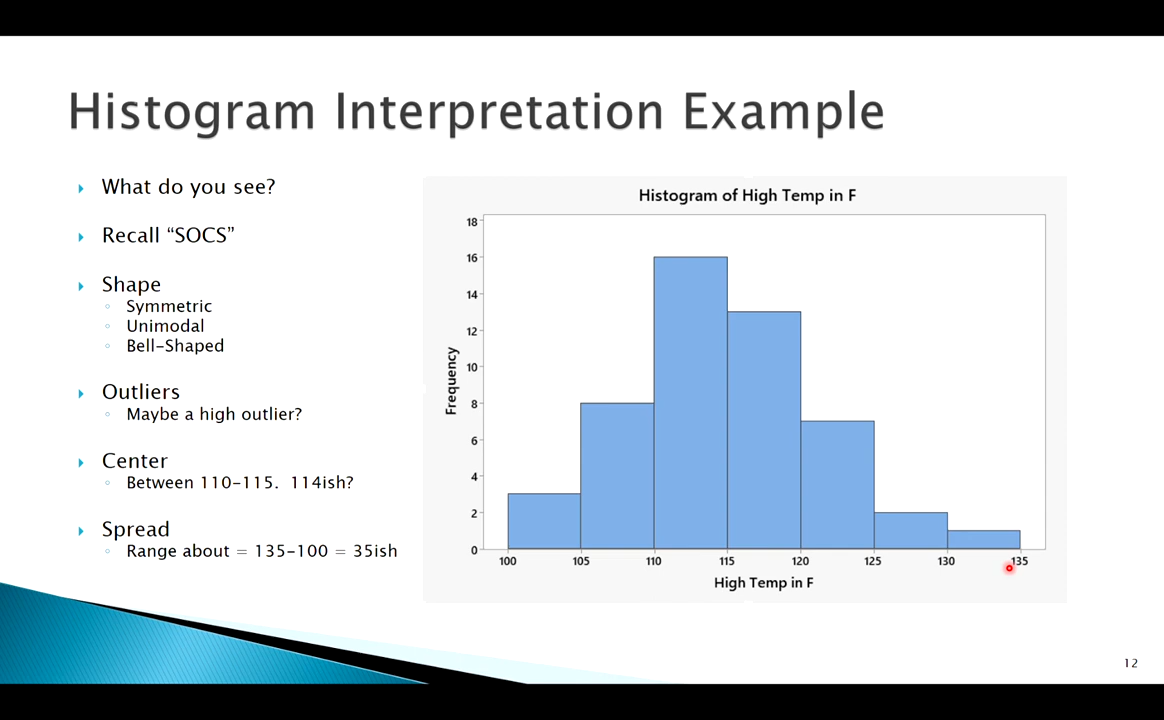 Histogram Interpretation Example
What do you see?
Recall “SOCS”
Shape
Symmetric
Unimodal
Bell-Shaped
Outliers
Maybe a high outlier?
Center
Between 110-115. 114ish?
Spread
Range about = 135-100 = 35ish
Histogram of High Temp in F
Frequency
18
16
14
12
10
8
6
4
2
0
100 105 110 115 120 125 130 135
High Temp in F
12